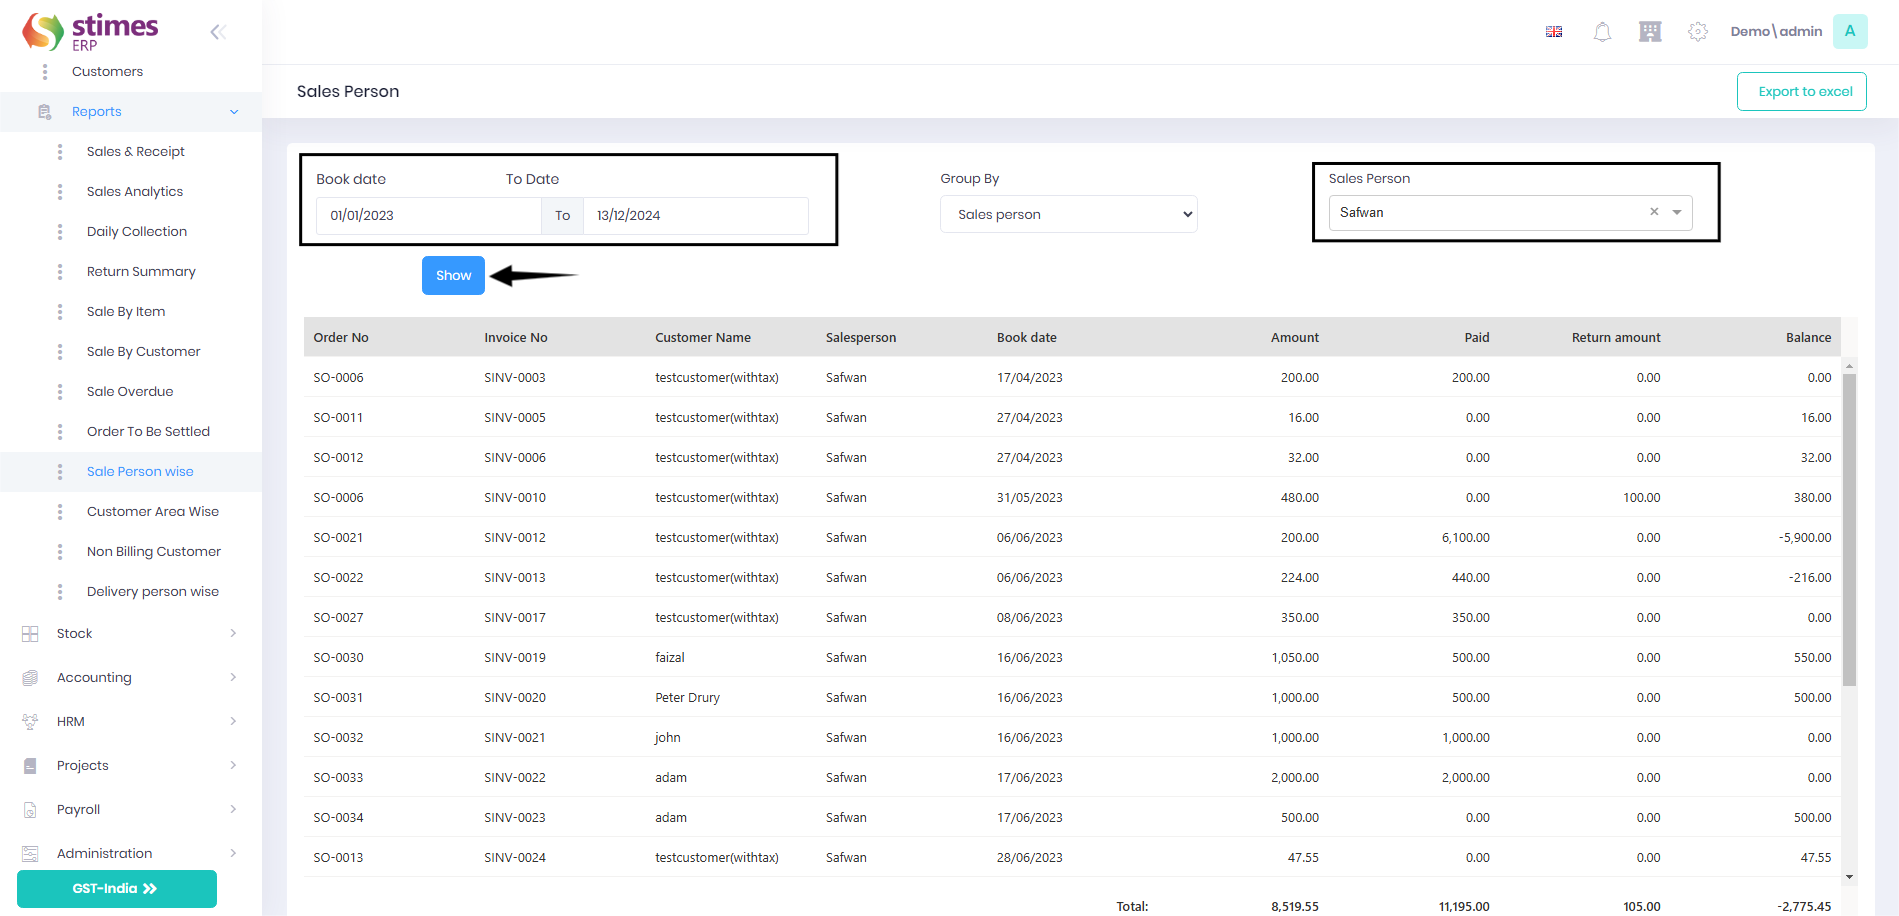 stimes
ERP
Demo\admin
A
Customers
Reports
Sales & Receipt
Sales Analytics
Daily Collection
Return Summary
Sale By Item
Sale By Customer
Sale Overdue
Order To Be Settled
Sale Person wise
Customer Area Wise
Non Billing Customer
Delivery person wise
Stock
Accounting
HRM
Projects
Payroll
Administration
GST-India
Sales Person
Export to excel
Book date To Date
01/01/2023 To 13/12/2024
Group By
Sales person
Sales Person
Safwan
Show
Order No Invoice No Customer Name Salesperson Book date Amount Paid Return amount Balance
SO-0006 SINV-0003 testcustomer(withtax) Safwan 17/04/2023 200.00 200.00 0.00 0.00
SO-0011 SINV-0005 testcustomer(withtax) Safwan 27/04/2023 16.00 0.00 0.00 16.00
SO-0012 SINV-0006 testcustomer(withtax) Safwan 27/04/2023 32.00 0.00 0.00 32.00
SO-0006 SINV-0010 testcustomer(withtax) Safwan 31/05/2023 480.00 0.00 100.00 380.00
SO-0021 SINV-0012 testcustomer(withtax) Safwan 06/06/2023 200.00 6,100.00 0.00 -5,900.00
SO-0022 SINV-0013 testcustomer(withtax) Safwan 06/06/2023 224.00 440.00 0.00 -216.00
SO-0027 SINV-0017 testcustomer(withtax) Safwan 08/06/2023 350.00 350.00 0.00 0.00
SO-0030 SINV-0019 faizal Safwan 16/06/2023 1,050.00 500.00 0.00 550.00
SO-0031 SINV-0020 Peter Drury Safwan 16/06/2023 1,000.00 500.00 0.00 500.00
SO-0032 SINV-0021 john Safwan 16/06/2023 1,000.00 1,000.00 0.00 0.00
SO-0033 SINV-0022 adam Safwan 17/06/2023 2,000.00 2,000.00 0.00 0.00
SO-0034 SINV-0023 adam Safwan 17/06/2023 500.00 0.00 0.00 500.00
SO-0013 SINV-0024 testcustomer(withtax) Safwan 28/06/2023 47.55 0.00 0.00 47.55
Total: 8,519.55 11,195.00 105.00 -2,775.45